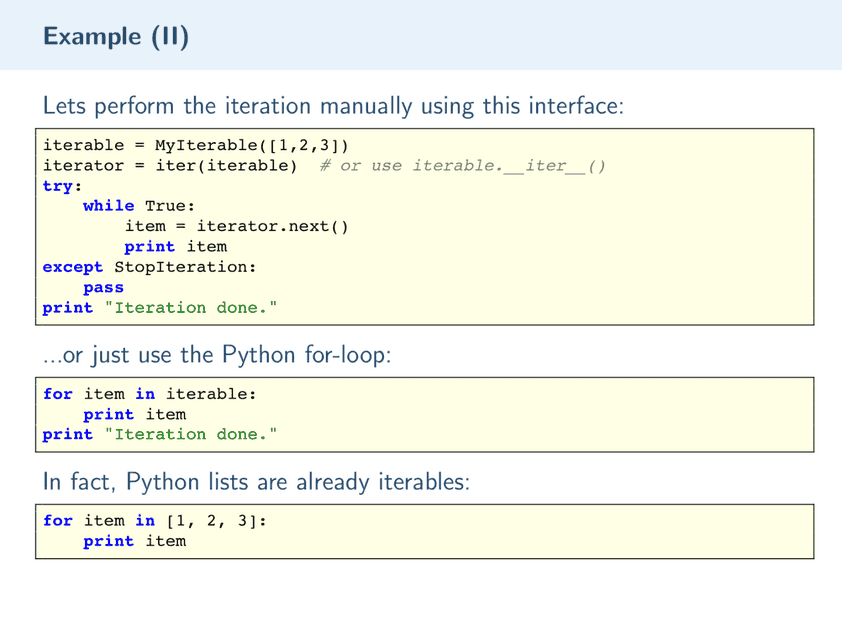 Example (II)
Lets perform the iteration manually using this interface:
iterable = MyIterable([1,2,3])
iterator = iter(iterable)  # or use iterable.__iter__()
try:
    while True:
        item = iterator.next()
        print item
except StopIteration:
    pass
print "Iteration done."
...or just use the Python for-loop:
for item in iterable:
    print item
print "Iteration done."
In fact, Python lists are already iterables:
for item in [1, 2, 3]:
    print item